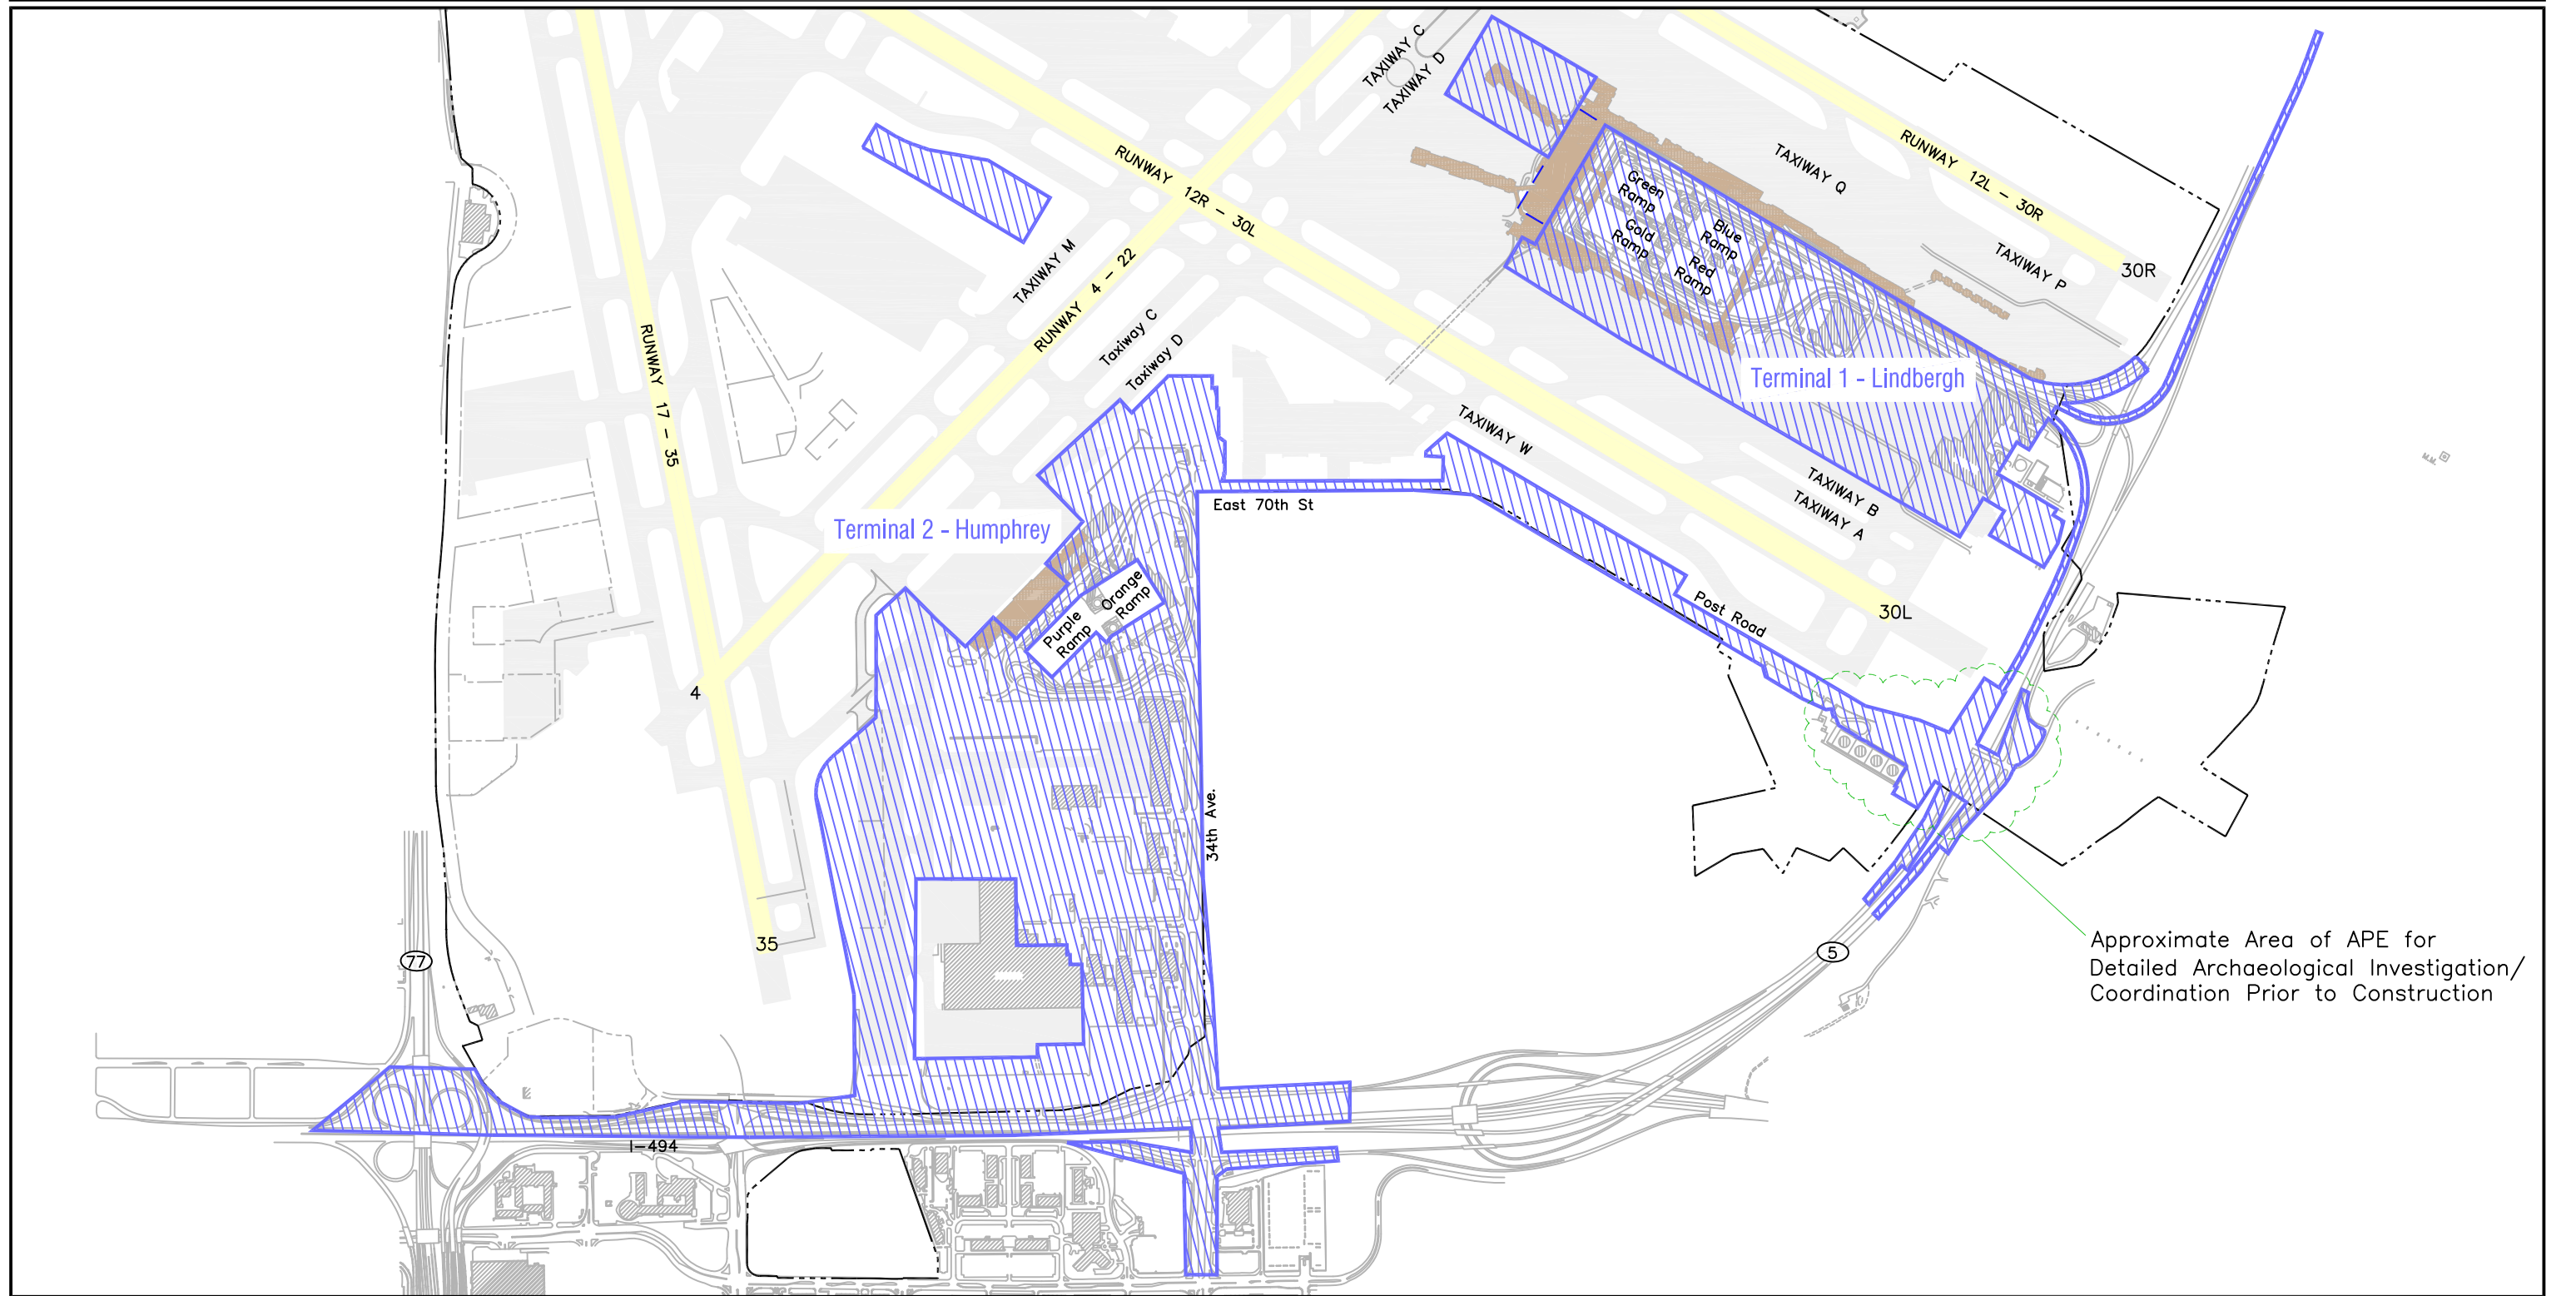 TAXIWAY C
TAXIWAY D
RUNWAY 12R - 30L
TAXIWAY Q
RUNWAY 12L - 30R
TAXIWAY P
30R
Green
Ramp
Gold
Ramp
Blue
Ramp
Red
Ramp
TAXIWAY M
RUNWAY 4 - 22
Taxiway C
Taxiway D
RUNWAY 17 - 35
Terminal 1 - Lindbergh
TAXIWAY W
TAXIWAY B
TAXIWAY A
East 70th St
Terminal 2 - Humphrey
Purple
Ramp
Orange
Ramp
Post Road
30L
4
34th Ave.
35
77
5
Approximate Area of APE for
Detailed Archaeological Investigation/
Coordination Prior to Construction
I-494